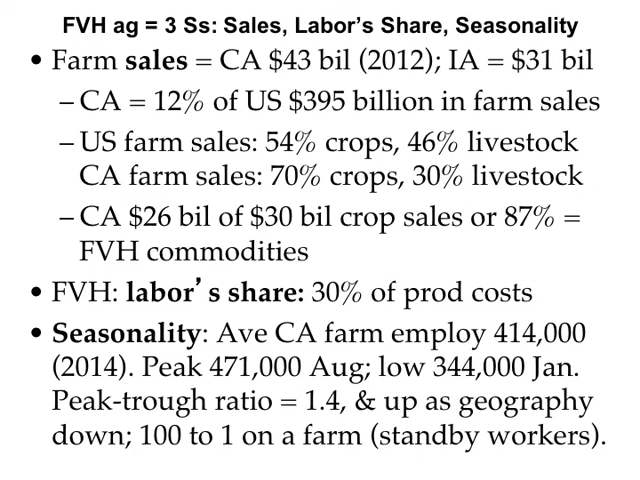 FVH ag = 3 Ss: Sales, Labor's Share, Seasonality
• Farm sales = CA $43 bil (2012); IA = $31 bil
– CA = 12% of US $395 billion in farm sales
– US farm sales: 54% crops, 46% livestock
CA farm sales: 70% crops, 30% livestock
– CA $26 bil of $30 bil crop sales or 87% =
FVH commodities
• FVH: labor's share: 30% of prod costs
• Seasonality: Ave CA farm employ 414,000
(2014). Peak 471,000 Aug; low 344,000 Jan.
Peak-trough ratio = 1.4, & up as geography
down; 100 to 1 on a farm (standby workers).